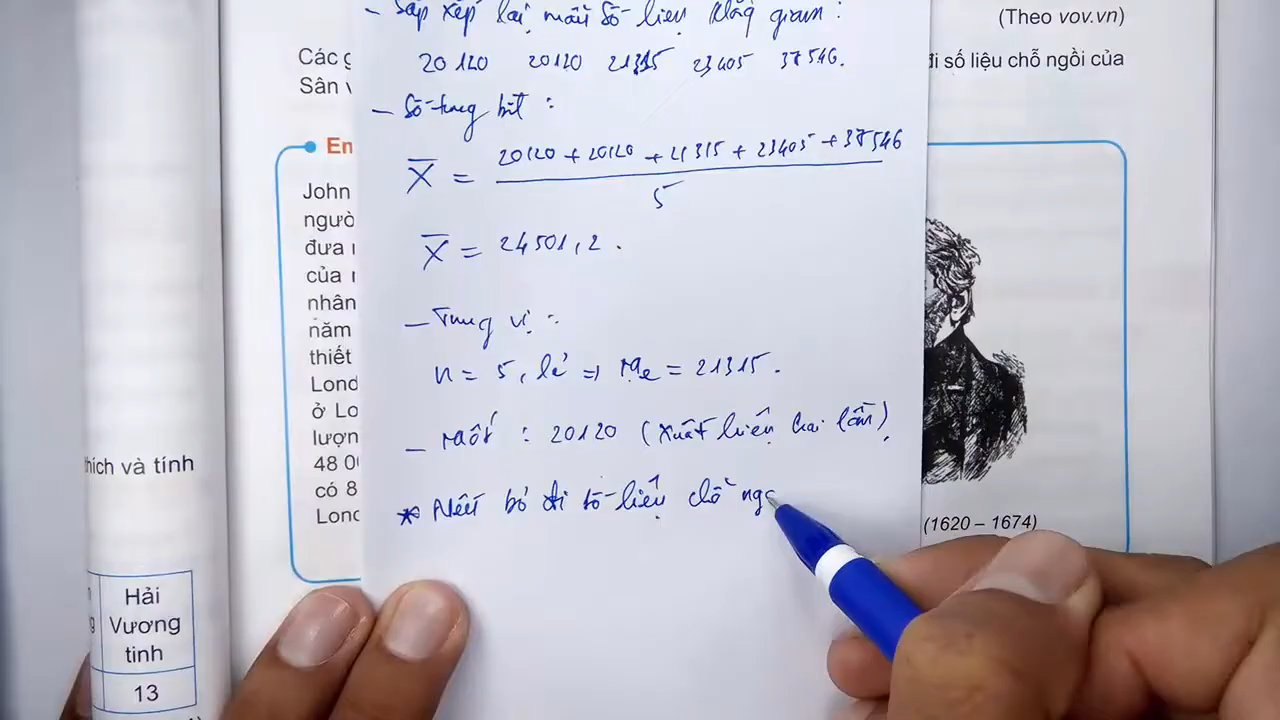 - Sắp xếp lại mẫu số liệu không giảm :
(Theo vov.vn)
Các
20120 20120 21315 23405 37546.
đi số liệu chỗ ngồi của
Sân v
- Số trung bình :
En
X̄ = (20120 + 20120 + 21315 + 23405 + 37546) / 5
John
ngườ
đưa
của
nhân
năm
thiết
Lond
ở Lo
lượn
48 00
có 8
Lond
X̄ = 24501,2 .
- Trung vị :
n = 5, lẻ ⇒ Me = 21315.
- Mốt : 20120 (xuất hiện hai lần).
* Nếu bỏ đi số liệu chỗ ngồ
(1620 – 1674)
thích và tính
Hải
Vương
tinh
13